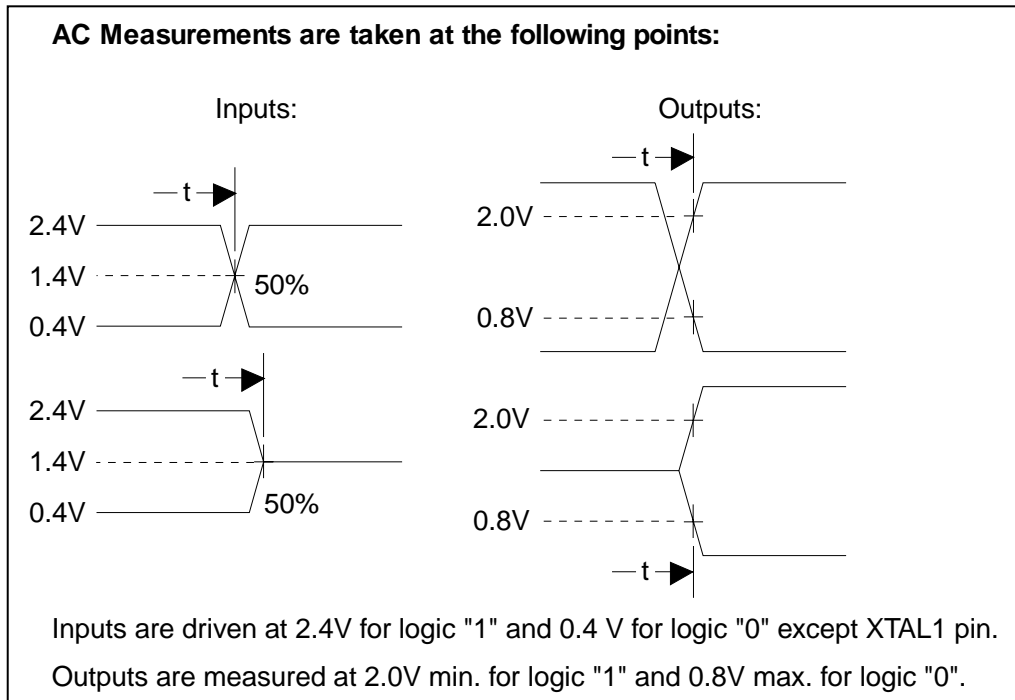 AC Measurements are taken at the following points:
Inputs:
Outputs:
t
2.4V
1.4V
50%
0.4V
t
2.4V
1.4V
50%
0.4V
t
2.0V
0.8V
2.0V
0.8V
t
Inputs are driven at 2.4V for logic "1" and 0.4 V for logic "0" except XTAL1 pin.
Outputs are measured at 2.0V min. for logic "1" and 0.8V max. for logic "0".